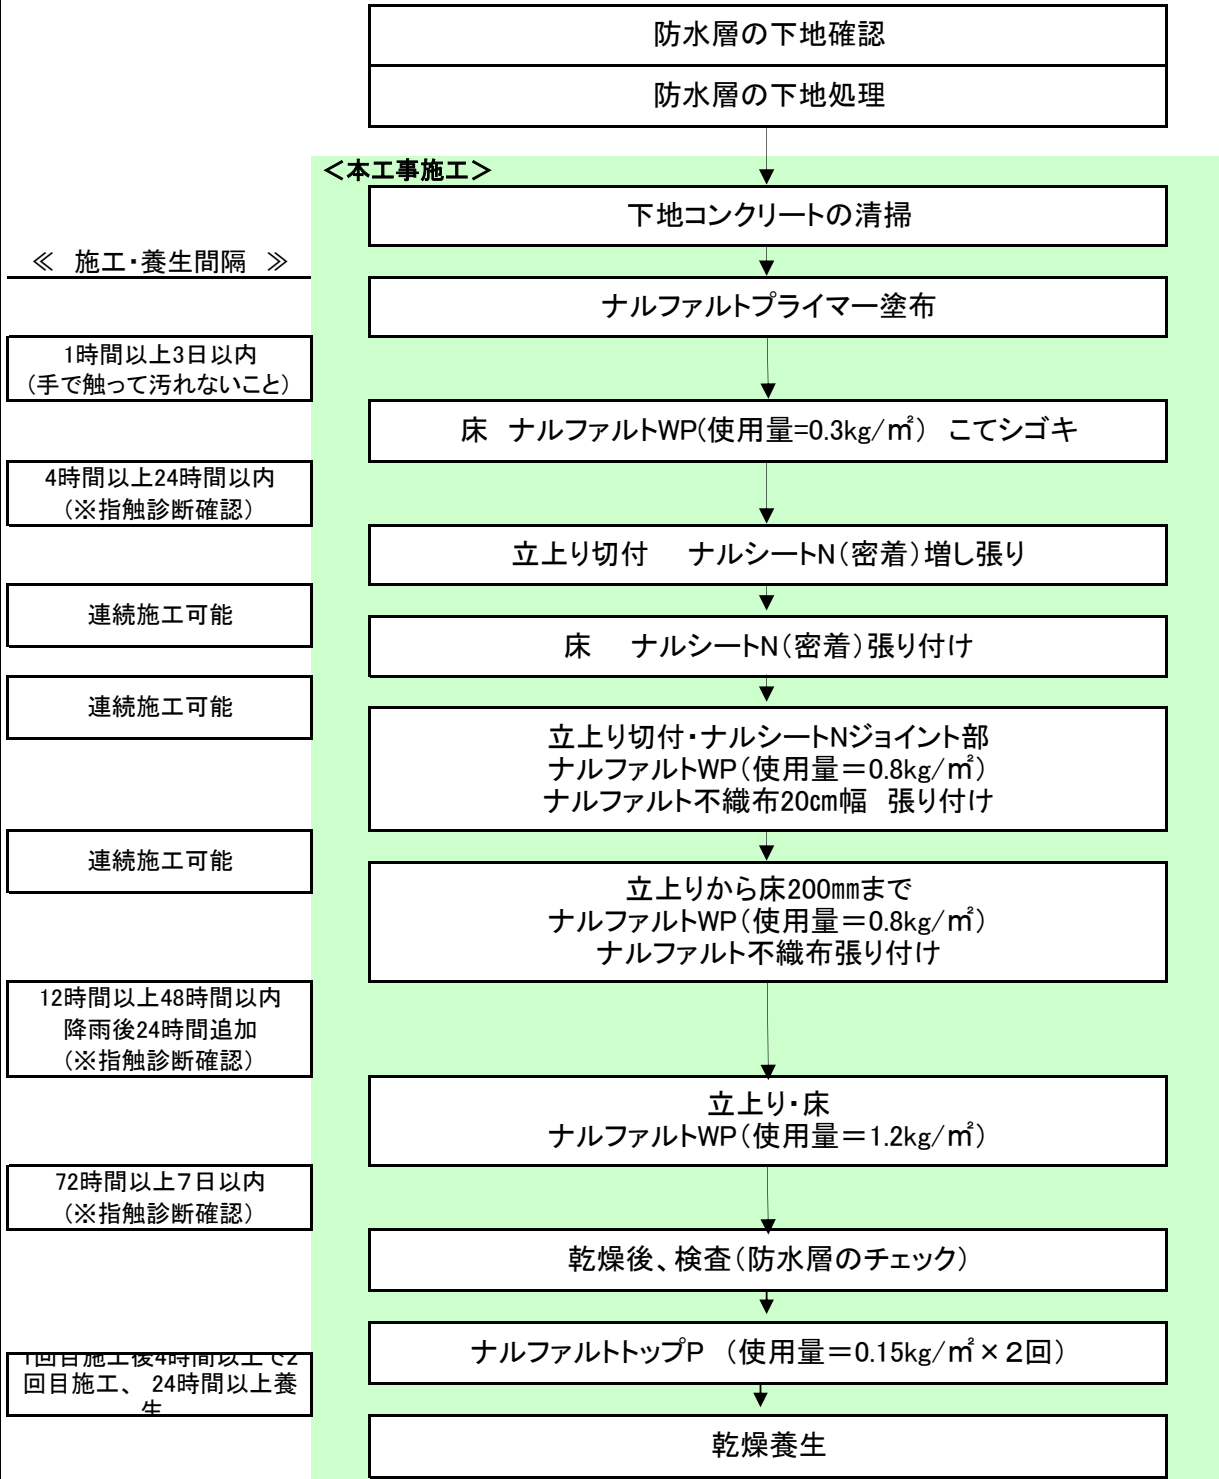 防水層の下地確認
防水層の下地処理
＜本工事施工＞
下地コンクリートの清掃
≪　施工・養生間隔　≫
ナルファルトプライマー塗布
1時間以上3日以内
（手で触って汚れないこと）
床　ナルファルトWP(使用量=0.3kg/㎡)　こてシゴキ
4時間以上24時間以内
（※指触診断確認）
立上り切付　ナルシートN（密着）増し張り
連続施工可能
床　ナルシートN（密着）張り付け
連続施工可能
立上り切付・ナルシートNジョイント部
ナルファルトWP（使用量＝0.8kg/㎡）
ナルファルト不織布20㎝幅　張り付け
連続施工可能
立上りから床200㎜まで
ナルファルトWP（使用量＝0.8kg/㎡）
ナルファルト不織布張り付け
12時間以上48時間以内
降雨後24時間追加
（※指触診断確認）
立上り・床
ナルファルトWP（使用量＝1.2kg/㎡）
72時間以上７日以内
（※指触診断確認）
乾燥後、検査（防水層のチェック）
ナルファルトトップP　（使用量＝0.15kg/㎡×２回）
1回目施工後4時間以上で2
回目施工、 24時間以上養
生
乾燥養生